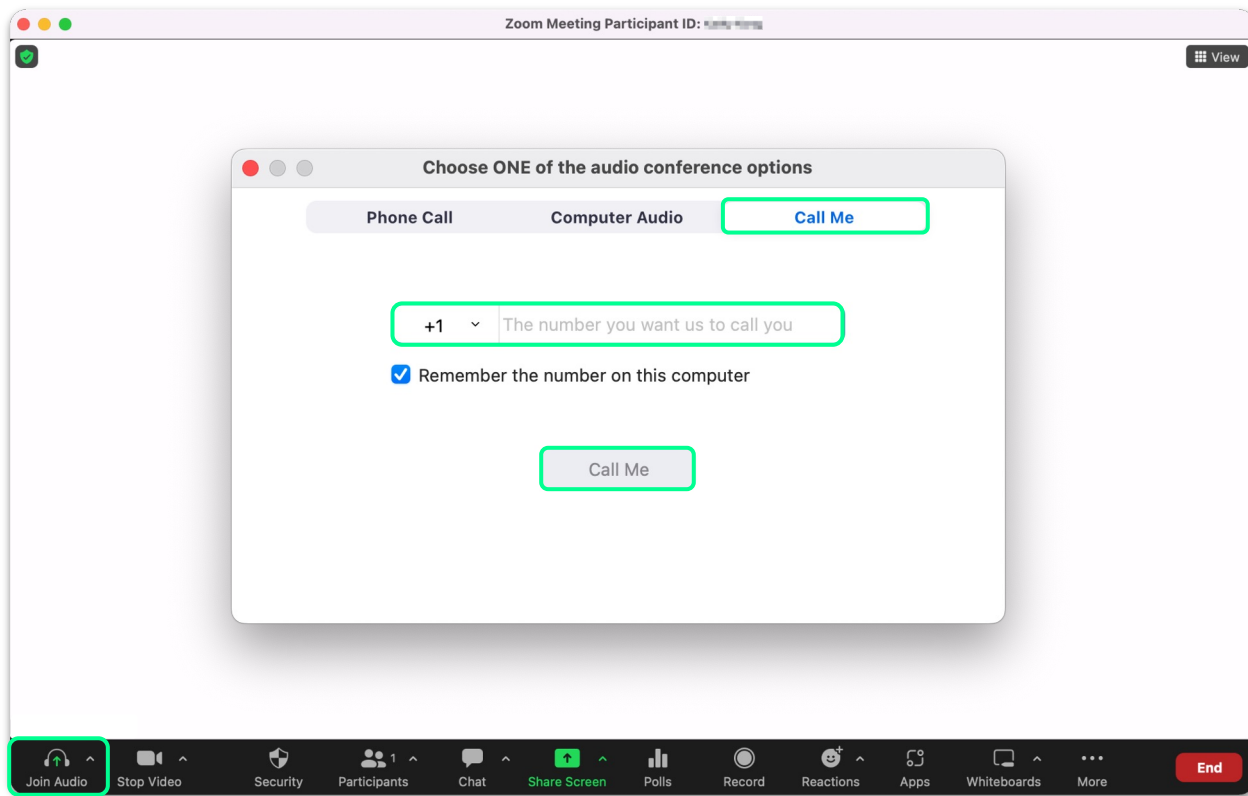 Zoom Meeting Participant ID:
View
Choose ONE of the audio conference options
Phone Call Computer Audio Call Me
+1 The number you want us to call you
Remember the number on this computer
Call Me
1
Join Audio Stop Video Security Participants Chat Share Screen Polls Record Reactions Apps Whiteboards More End